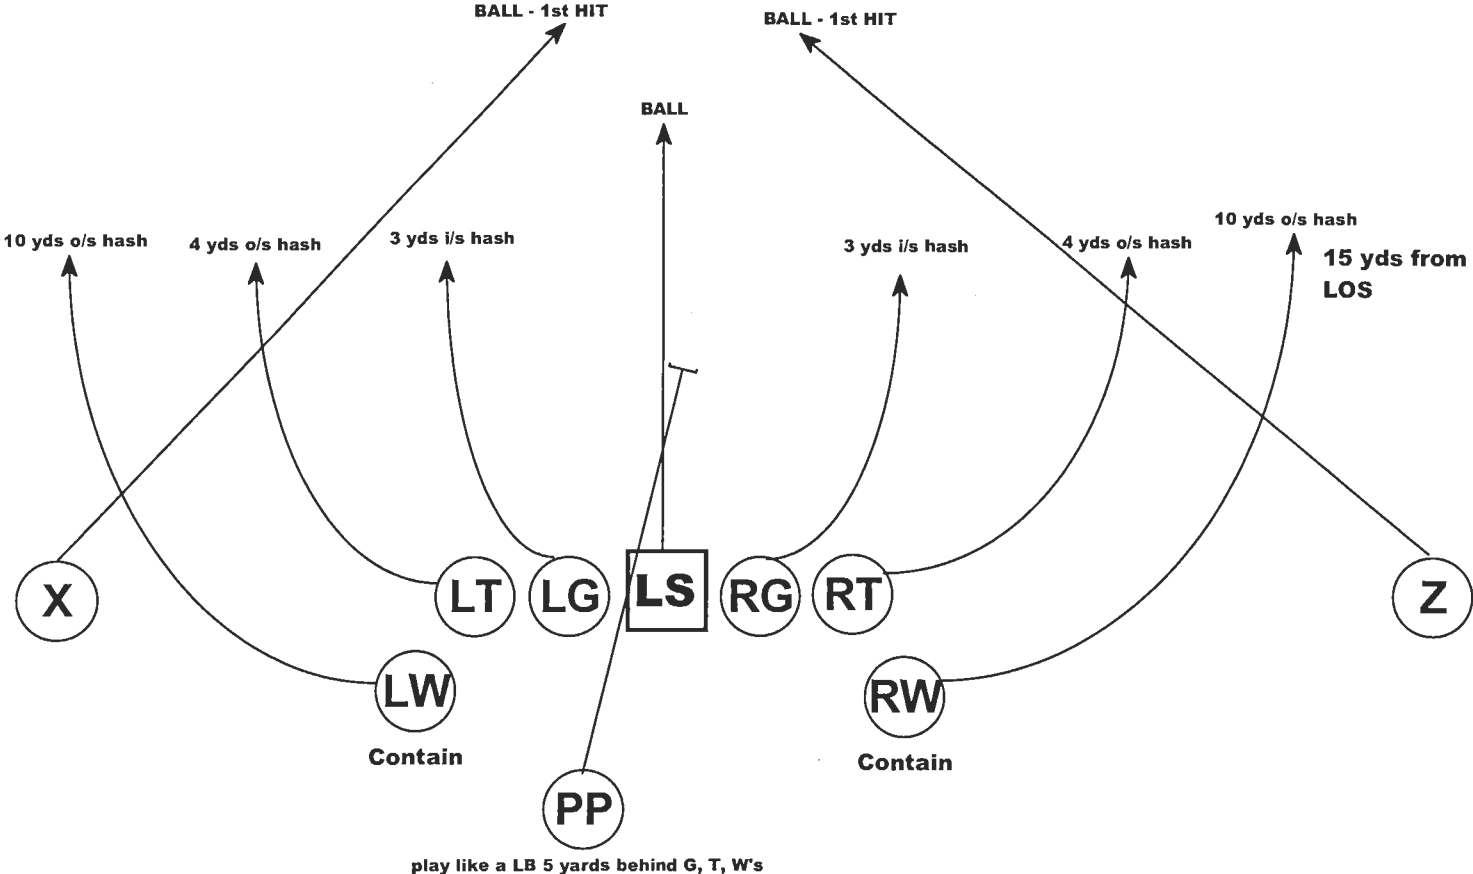 BALL - 1st HIT
BALL - 1st HIT
BALL
10 yds o/s hash
4 yds o/s hash
3 yds i/s hash
3 yds i/s hash
4 yds o/s hash
10 yds o/s hash
15 yds from
LOS
X
LT
LG
LS
RG
RT
Z
LW
RW
Contain
Contain
PP
play like a LB 5 yards behind G, T, W's